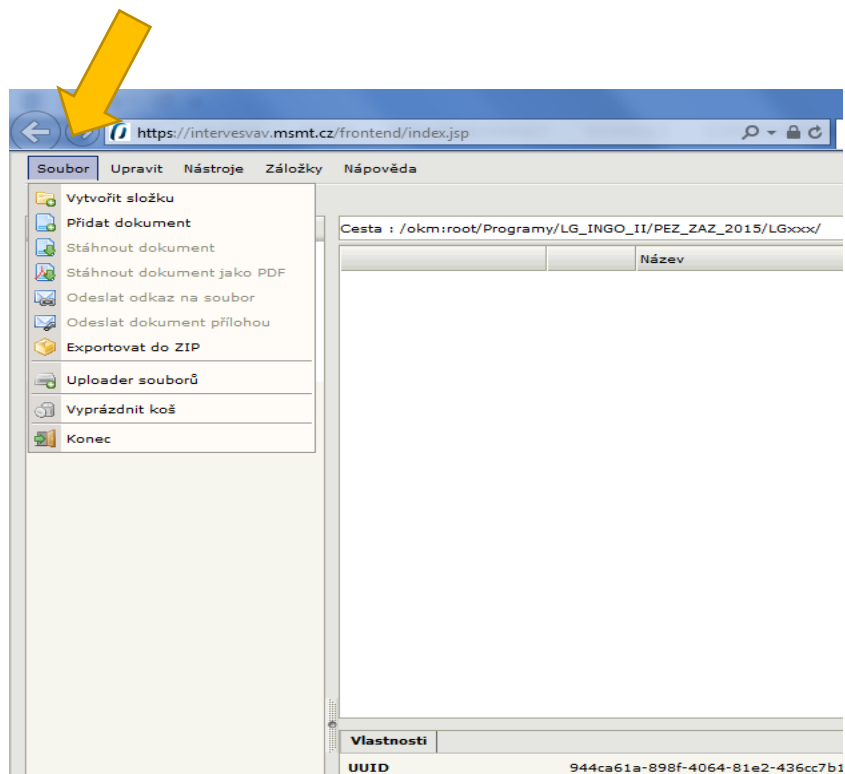 https://intervesvav.msmt.cz/frontend/index.jsp
Soubor Upravit Nástroje Záložky Nápověda
Vytvořit složku
Přidat dokument
Stáhnout dokument
Stáhnout dokument jako PDF
Odeslat odkaz na soubor
Odeslat dokument přílohou
Exportovat do ZIP
Uploader souborů
Vyprázdnit koš
Konec
Cesta : /okm:root/Programy/LG_INGO_II/PEZ_ZAZ_2015/LGxxx/
Název
Vlastnosti
UUID 944ca61a-898f-4064-81e2-436cc7b1